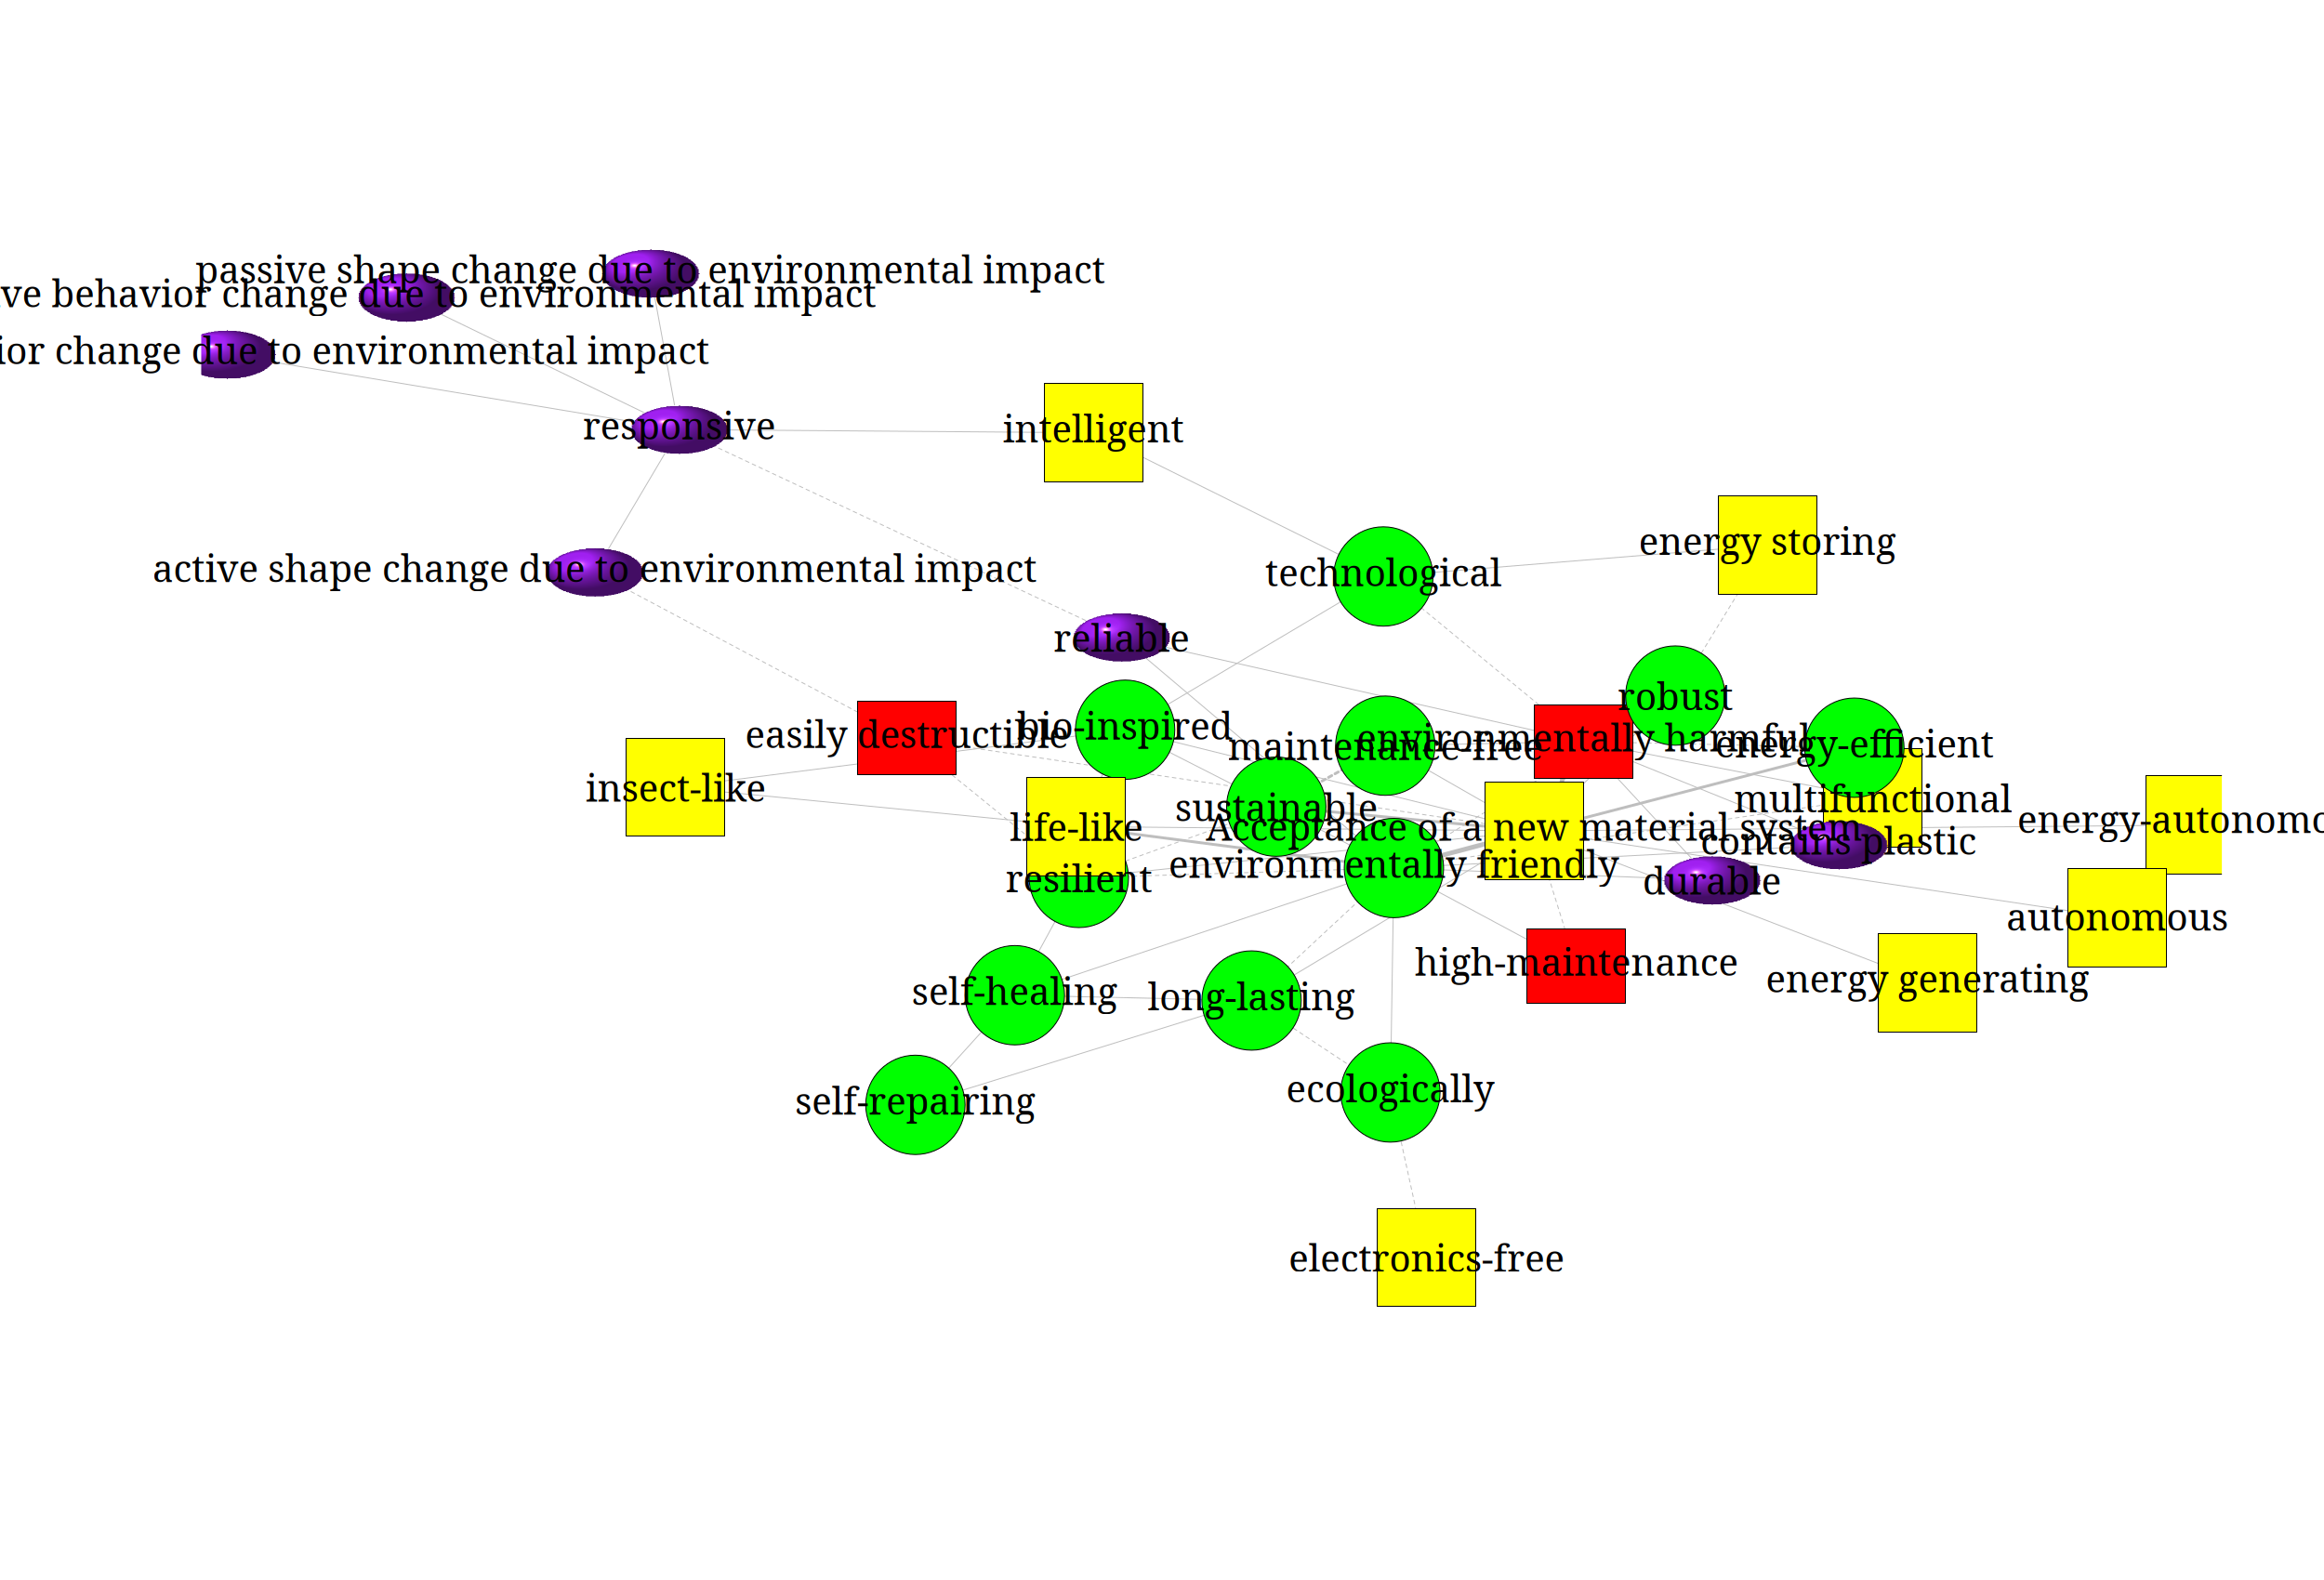 passive shape change due to environmental impact
behavior change due to environmental impact
change due to environmental impact
responsive
intelligent
energy storing
active shape change due to environmental impact
technological
reliable
robust
easily destructible
bio-inspired
maintenance-free
environmentally harmful
energy-efficient
insect-like
multifunctional
sustainable
life-like
Acceptance of a new material system
energy-autonomo
contains plastic
environmentally friendly
resilient
durable
autonomous
high-maintenance
energy generating
self-healing
long-lasting
ecologically
self-repairing
electronics-free